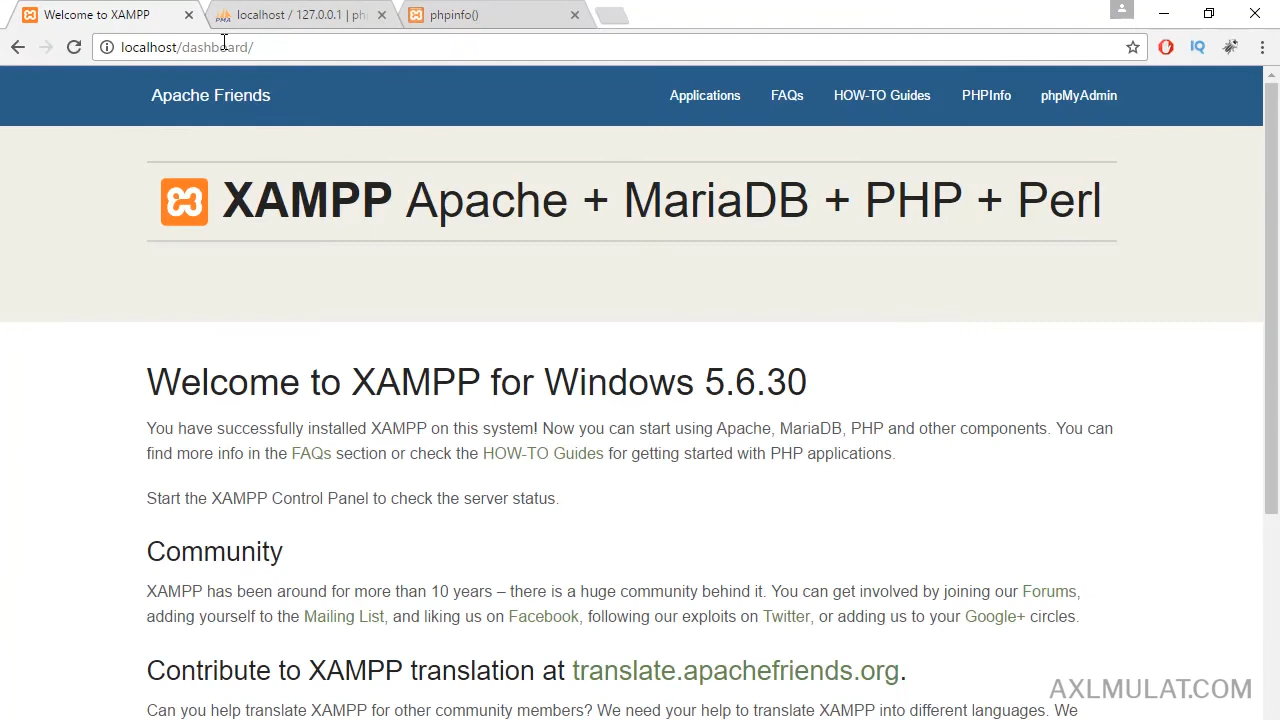 Welcome to XAMPP
localhost / 127.0.0.1 | ph
phpinfo()
localhost/dashboard/
IQ
Apache Friends
Applications
FAQs
HOW-TO Guides
PHPInfo
phpMyAdmin
XAMPP Apache + MariaDB + PHP + Perl
Welcome to XAMPP for Windows 5.6.30
You have successfully installed XAMPP on this system! Now you can start using Apache, MariaDB, PHP and other components. You can
find more info in the FAQs section or check the HOW-TO Guides for getting started with PHP applications.
Start the XAMPP Control Panel to check the server status.
Community
XAMPP has been around for more than 10 years – there is a huge community behind it. You can get involved by joining our Forums,
adding yourself to the Mailing List, and liking us on Facebook, following our exploits on Twitter, or adding us to your Google+ circles.
Contribute to XAMPP translation at translate.apachefriends.org.
Can you help translate XAMPP for other community members? We need your help to translate XAMPP into different languages. We
AXLMULAT.COM